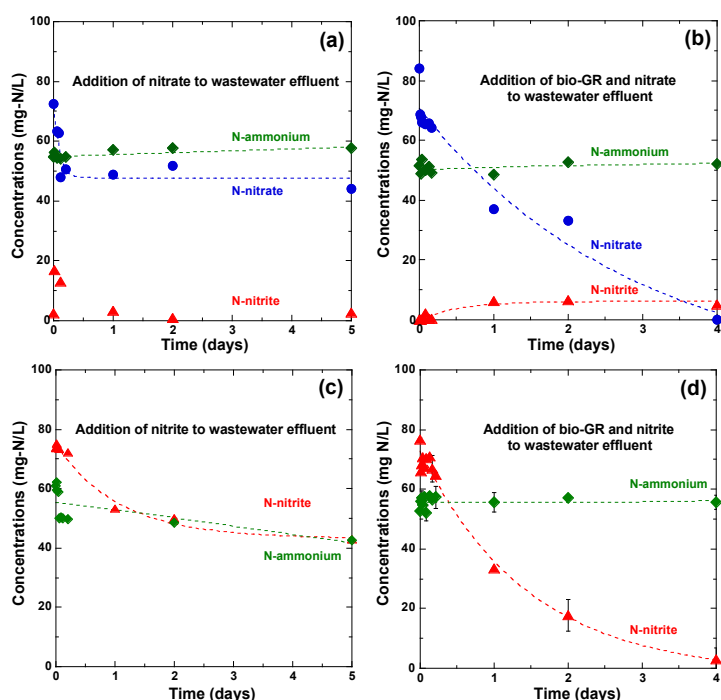 (a)
Addition of nitrate to wastewater effluent
N-ammonium
N-nitrate
N-nitrite
Concentrations (mg-N/L)
100
80
60
40
20
0
0
1
2
3
4
5
Time (days)
(b)
Addition of bio-GR and nitrate
to wastewater effluent
N-ammonium
N-nitrate
N-nitrite
Concentrations (mg-N/L)
100
80
60
40
20
0
0
1
2
3
4
Time (days)
(c)
Addition of nitrite to wastewater effluent
N-nitrite
N-ammonium
Concentrations (mg-N/L)
100
80
60
40
20
0
0
1
2
3
4
5
Time (days)
(d)
Addition of bio-GR and nitrite
to wastewater effluent
N-ammonium
N-nitrite
Concentrations (mg N/L)
100
80
60
40
20
0
0
1
2
3
4
Time (days)